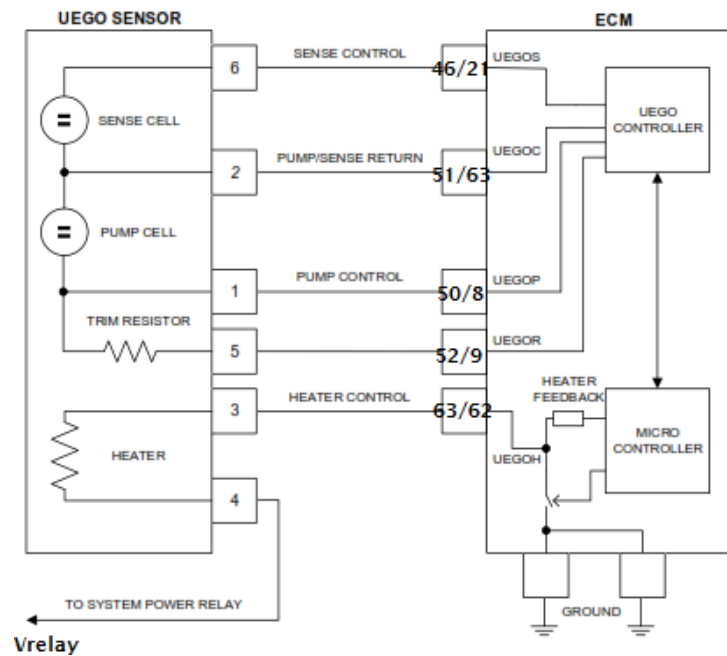 UEGO SENSOR
ECM
6
SENSE CONTROL
46/21
UEGOS
SENSE CELL
UEGO
CONTROLLER
2
PUMP/SENSE RETURN
51/63
UEGOC
PUMP CELL
1
PUMP CONTROL
50/8
UEGOP
TRIM RESISTOR
5
52/9
UEGOR
3
HEATER CONTROL
63/62
HEATER
FEEDBACK
HEATER
UEGOH
MICRO
CONTROLLER
4
TO SYSTEM POWER RELAY
GROUND
Vrelay